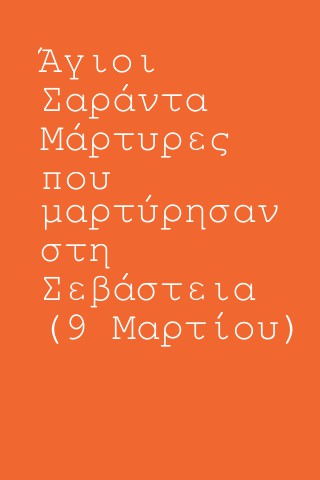 Άγιοι
Σαράντα
Μάρτυρες
που
μαρτύρησαν
στη
Σεβάστεια
(9 Μαρτίου)